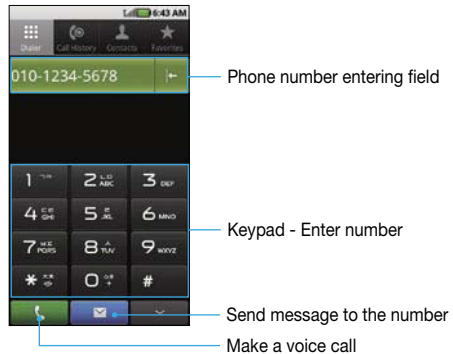 6:43 AM
Dialer Call History Contacts Favorites
010-1234-5678
Phone number entering field
1 2 ABC 3 DEF
4 GHI 5 JKL 6 MNO
Keypad - Enter number
7 PQRS 8 TUV 9 WXYZ
* 0 + #
Send message to the number
Make a voice call